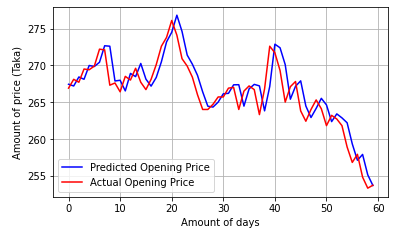 275
270
265
260
255
Amount of price (Taka)
Predicted Opening Price
Actual Opening Price
0 10 20 30 40 50 60
Amount of days